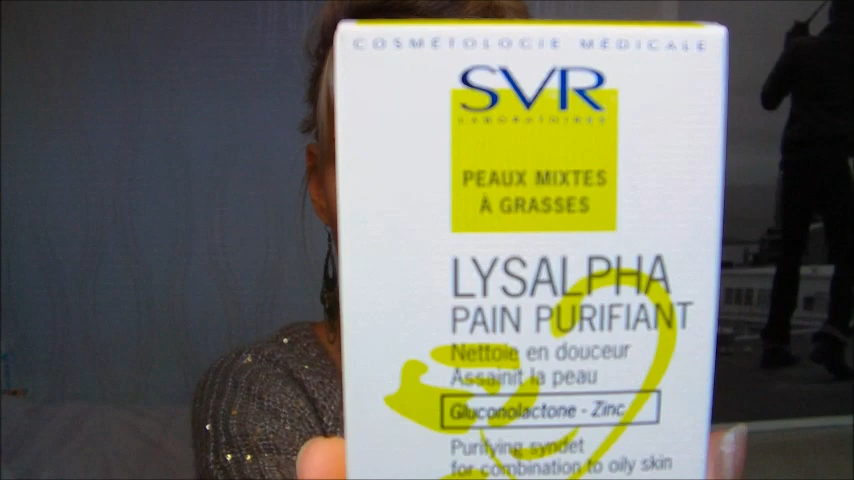 COSMÉTOLOGIE MÉDICALE
SVR
LABORATOIRES
PEAUX MIXTES
À GRASSES
LYSALPHA
PAIN PURIFIANT
Nettoie en douceur
Assainit la peau
Gluconolactone - Zinc
Purifying syndet
for combination to oily skin